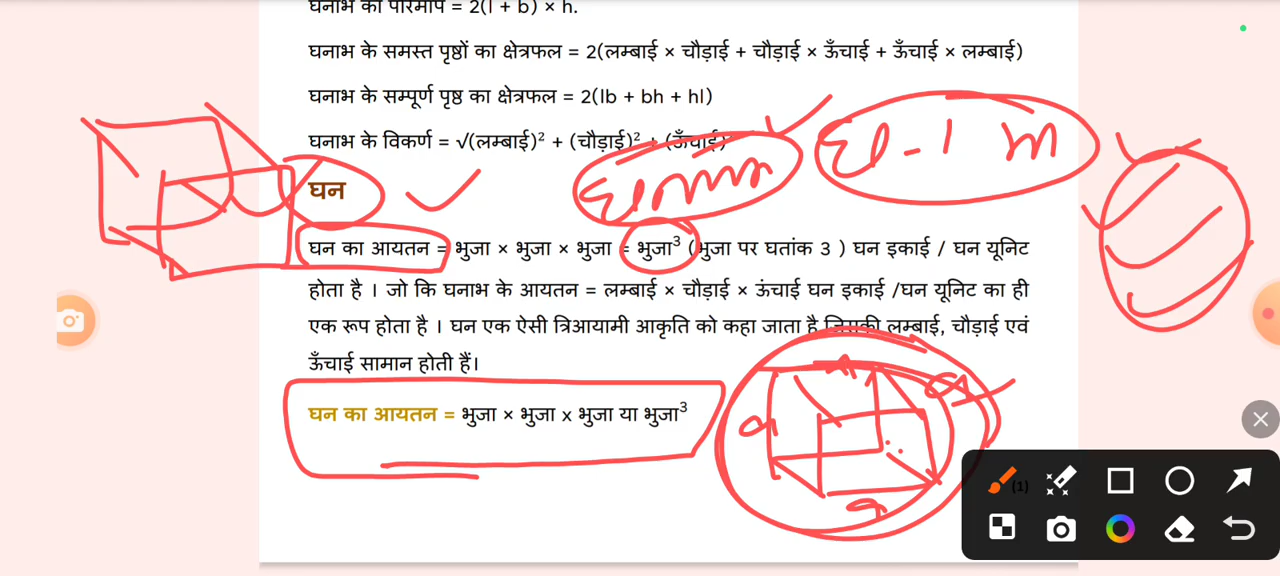 घनाभ का परिमाप = 2(l + b) × h.
घनाभ के समस्त पृष्ठों का क्षेत्रफल = 2(लम्बाई × चौड़ाई + चौड़ाई × ऊँचाई + ऊँचाई × लम्बाई)
घनाभ के सम्पूर्ण पृष्ठ का क्षेत्रफल = 2(lb + bh + hl)
घनाभ के विकर्ण = √(लम्बाई)² + (चौड़ाई)² + (ऊँचाई)
घन
घन का आयतन = भुजा × भुजा × भुजा = भुजा³ (भुजा पर घतांक 3 ) घन इकाई / घन यूनिट
होता है । जो कि घनाभ के आयतन = लम्बाई × चौड़ाई × ऊंचाई घन इकाई /घन यूनिट का ही
एक रूप होता है । घन एक ऐसी त्रिआयामी आकृति को कहा जाता है जिसकी लम्बाई, चौड़ाई एवं
ऊँचाई सामान होती हैं।
घन का आयतन = भुजा × भुजा x भुजा या भुजा³
a
a
a
(1)